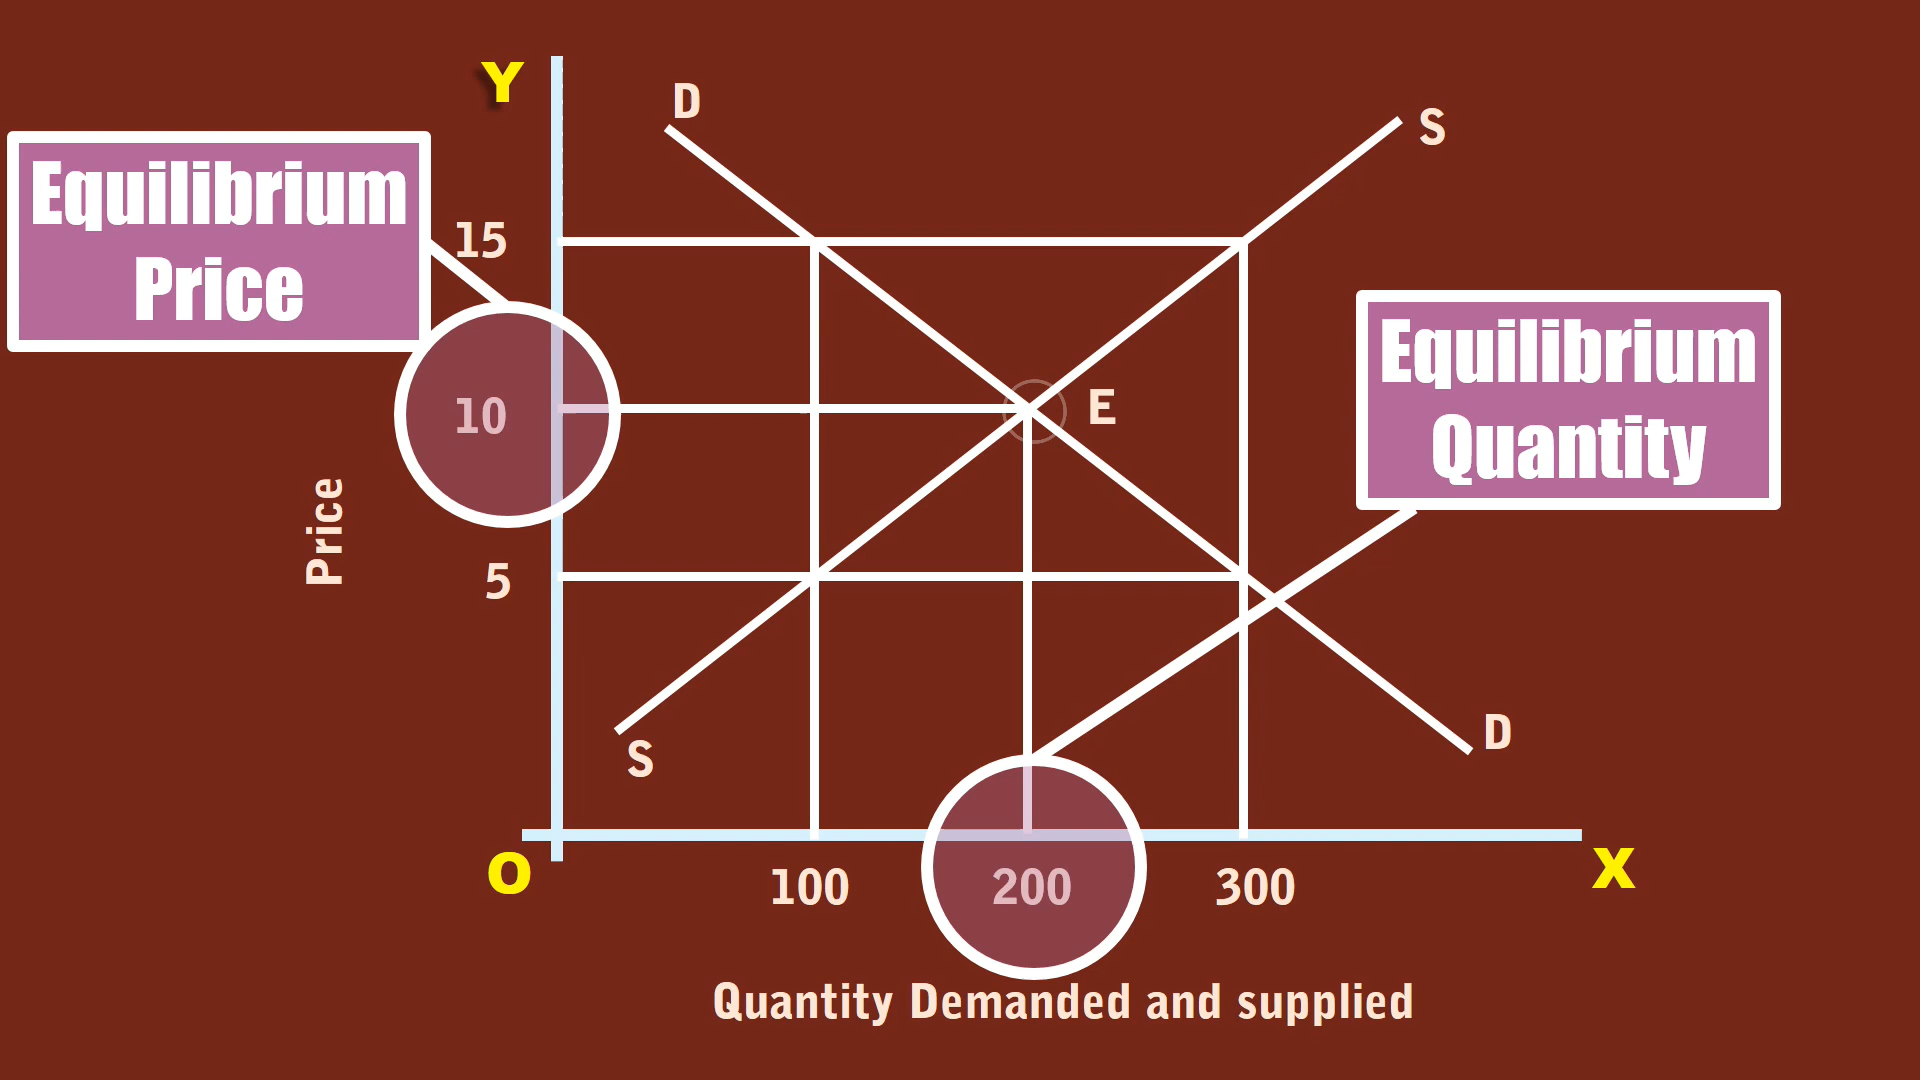 Y
D
S
Equilibrium
Price
15
Equilibrium
Quantity
10
E
Price
5
D
S
O
100
200
300
X
Quantity Demanded and supplied